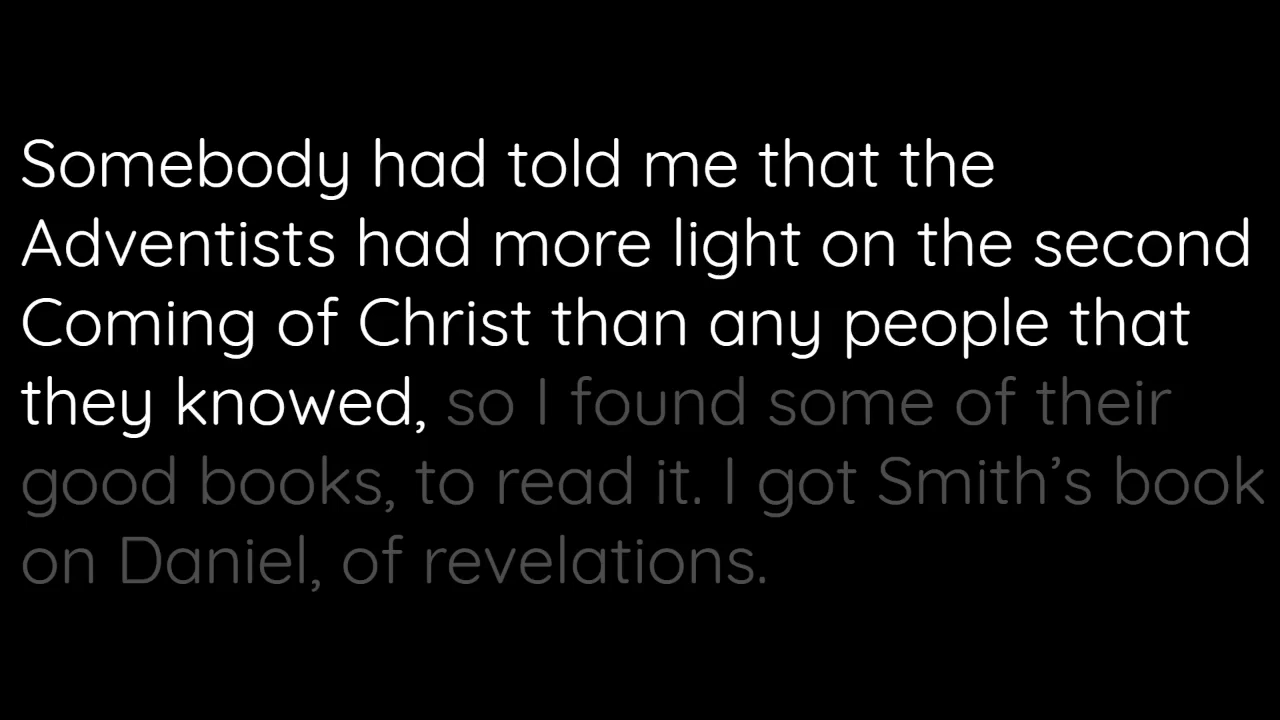 Somebody had told me that the
Adventists had more light on the second
Coming of Christ than any people that
they knowed, so I found some of their
good books, to read it. I got Smith’s book
on Daniel, of revelations.